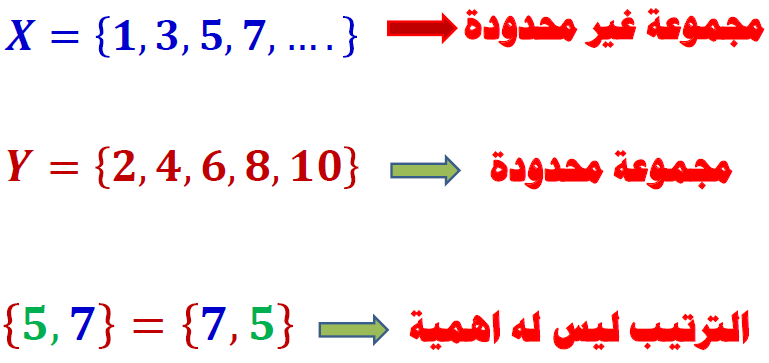 X = {1, 3, 5, 7, ... .} مجموعة غير محدودة
Y = {2, 4, 6, 8, 10} مجموعة محدودة
{5, 7} = {7, 5} الترتيب ليس له اهمية